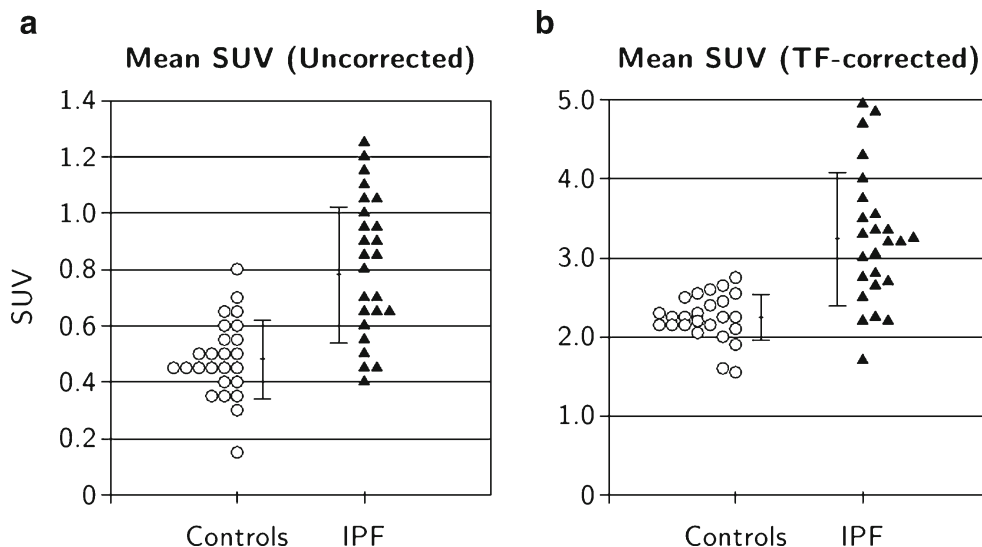 a
Mean SUV (Uncorrected)
SUV
1.4
1.2
1.0
0.8
0.6
0.4
0.2
0
Controls IPF
b
Mean SUV (TF-corrected)
5.0
4.0
3.0
2.0
1.0
0
Controls IPF